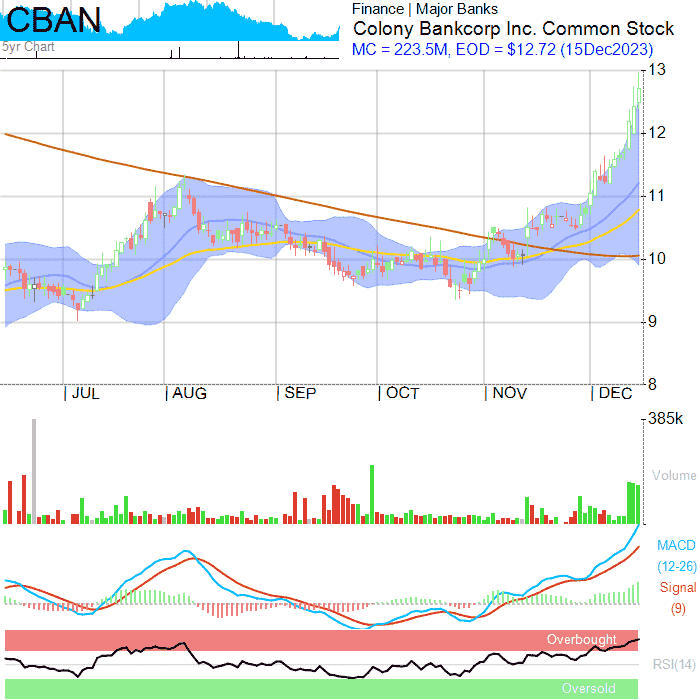 CBAN
5yr Chart
Finance | Major Banks
Colony Bankcorp Inc. Common Stock
MC = 223.5M, EOD = $12.72 (15Dec2023)
13
12
11
10
9
8
JUL AUG SEP OCT NOV DEC
385k
Volume
MACD
(12-26)
Signal
(9)
Overbought
RSI(14)
Oversold